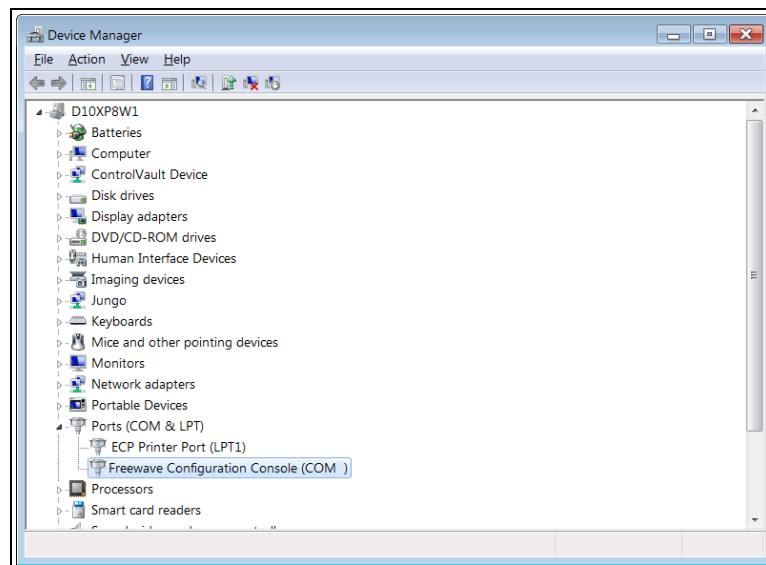 Device Manager
File Action View Help
D10XP8W1
Batteries
Computer
ControlVault Device
Disk drives
Display adapters
DVD/CD-ROM drives
Human Interface Devices
Imaging devices
Jungo
Keyboards
Mice and other pointing devices
Monitors
Network adapters
Portable Devices
Ports (COM & LPT)
ECP Printer Port (LPT1)
Freewave Configuration Console (COM )
Processors
Smart card readers